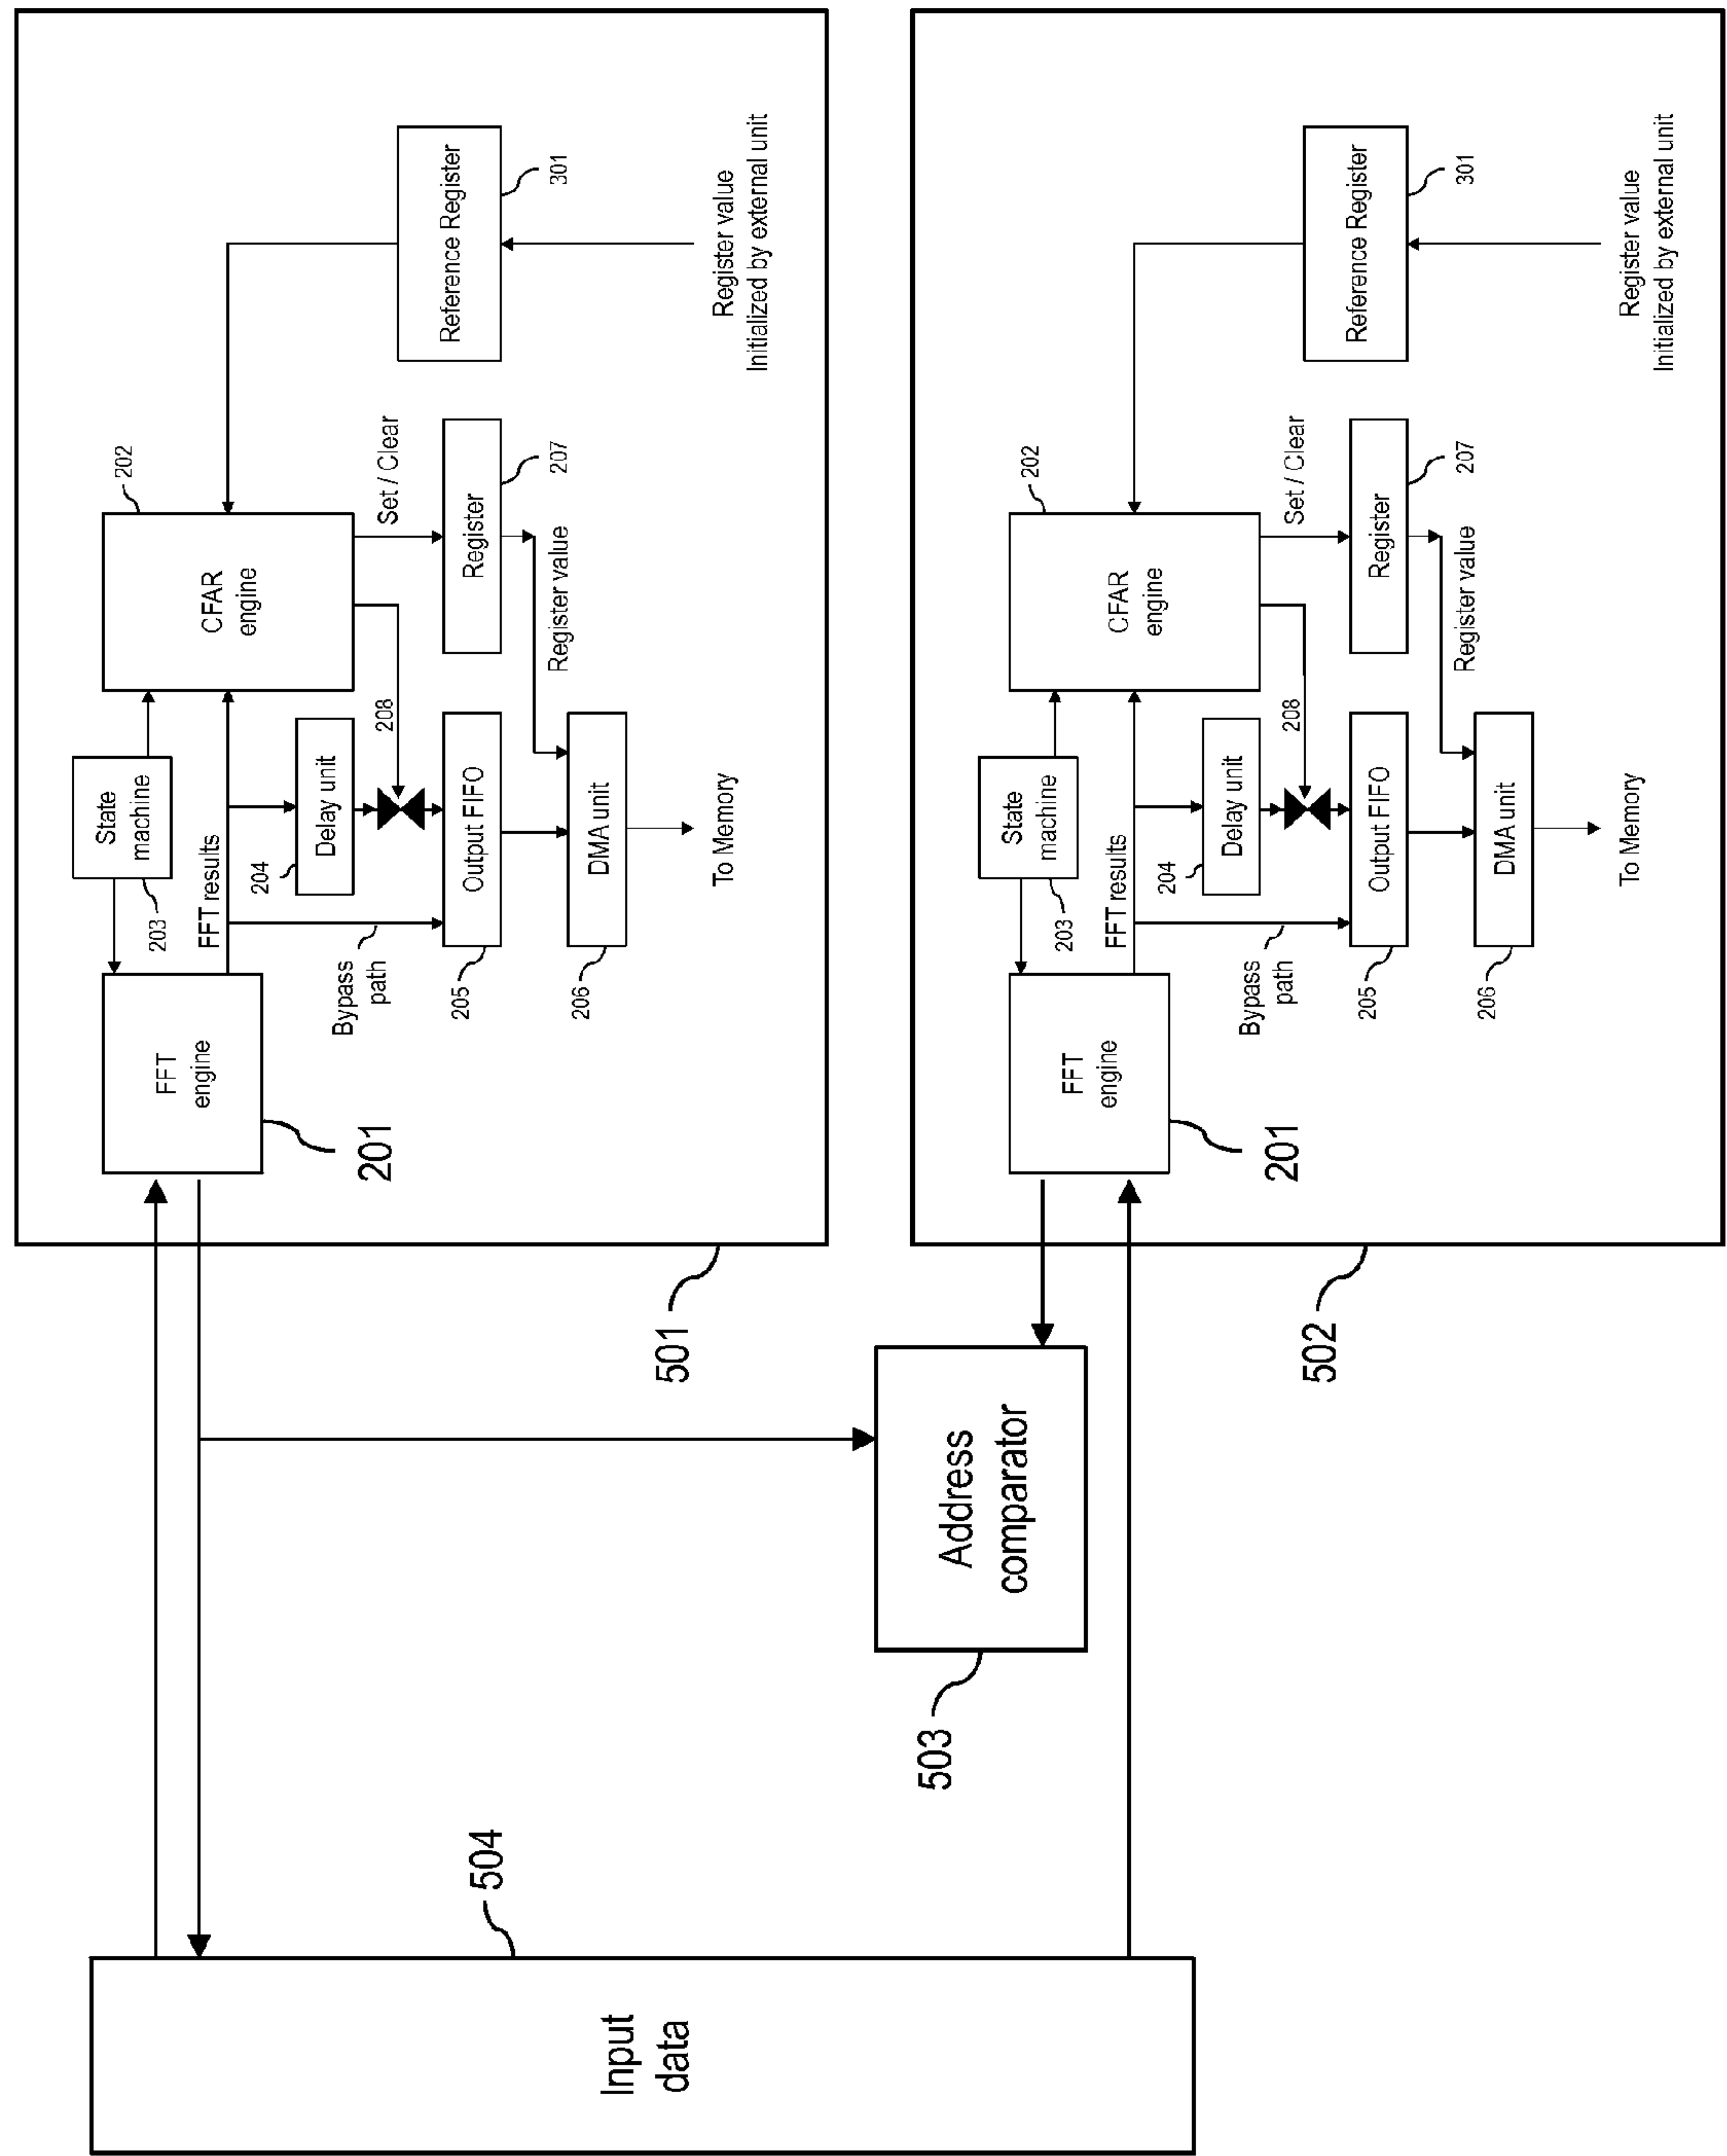 Input
data
504
503
Address
comparator
501
FFT
engine
201
State
machine
203
FFT results
Bypass
path
204
Delay unit
208
205
Output FIFO
206
DMA unit
To Memory
CFAR
engine
202
Set / Clear
Register
207
Register value
Reference Register
301
Register value
Initialized by external unit
502
FFT
engine
201
State
machine
203
FFT results
Bypass
path
204
Delay unit
208
205
Output FIFO
206
DMA unit
To Memory
CFAR
engine
202
Set / Clear
Register
207
Register value
Reference Register
301
Register value
Initialized by external unit